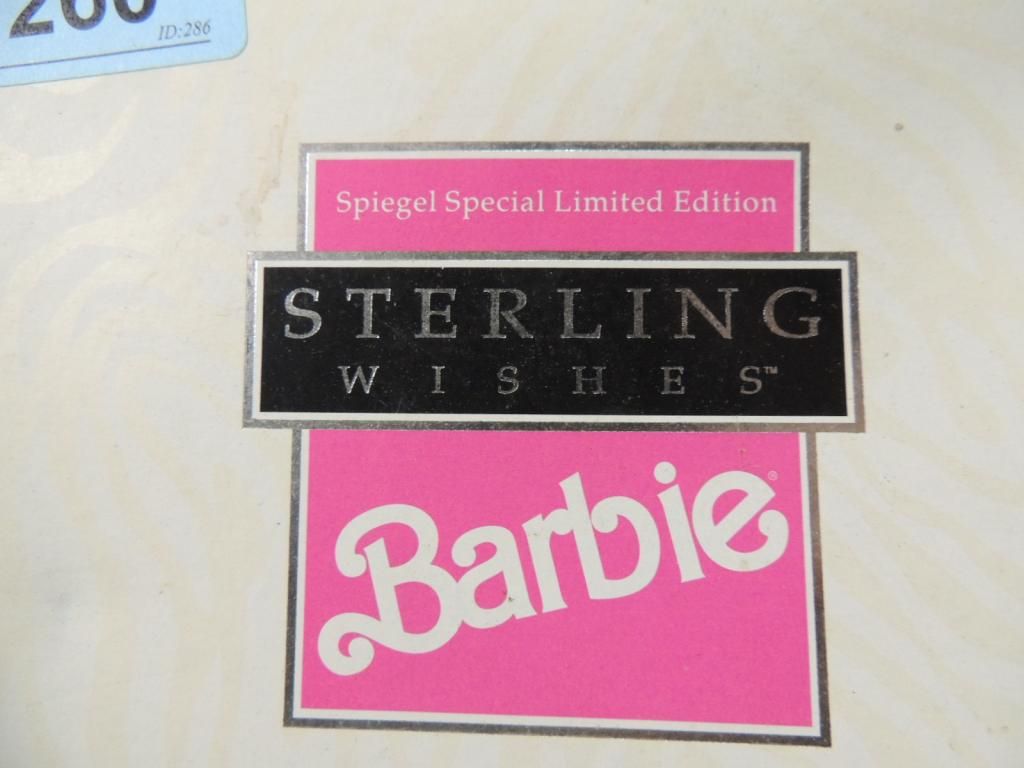 ID:286
Spiegel Special Limited Edition
STERLING
WISHES™
Barbie®